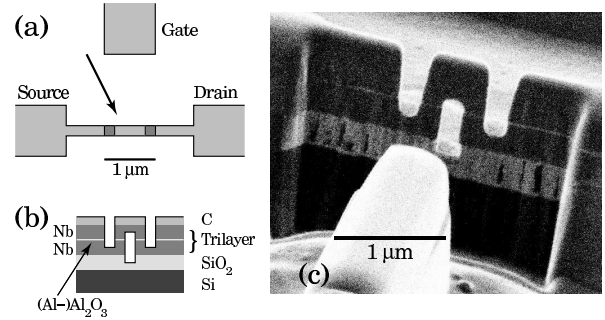 (a)
Gate
Source
Drain
1 μm
(b)
C
Nb
Trilayer
Nb
SiO2
Si
(Al–)Al2O3
1 μm
(c)